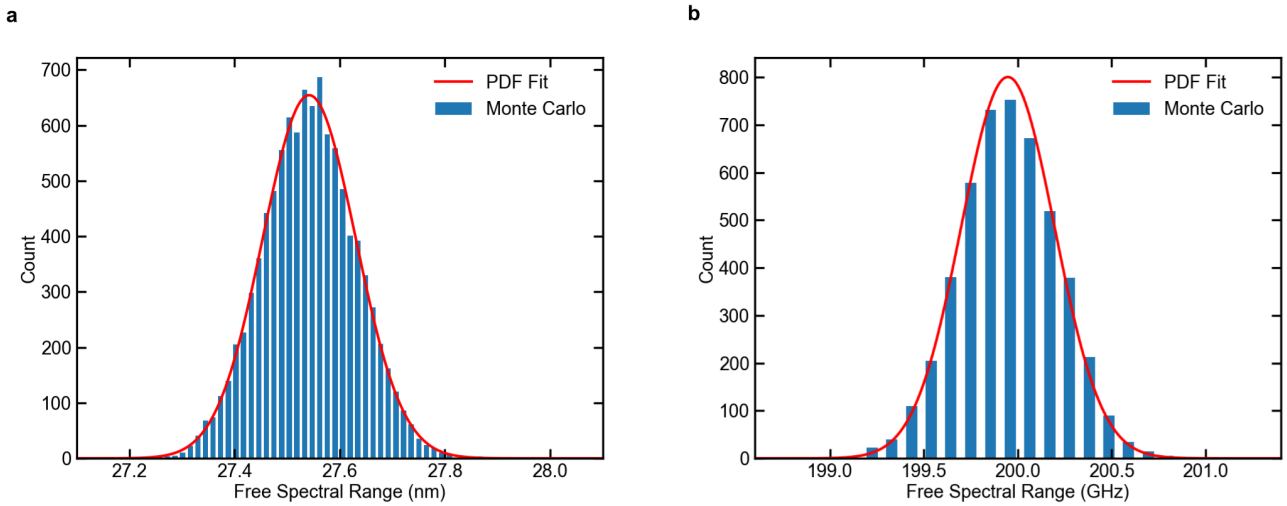 a
700
600
500
400
300
200
100
0
Count
27.2 27.4 27.6 27.8 28.0
Free Spectral Range (nm)
PDF Fit
Monte Carlo
b
800
700
600
500
400
300
200
100
0
Count
199.0 199.5 200.0 200.5 201.0
Free Spectral Range (GHz)
PDF Fit
Monte Carlo